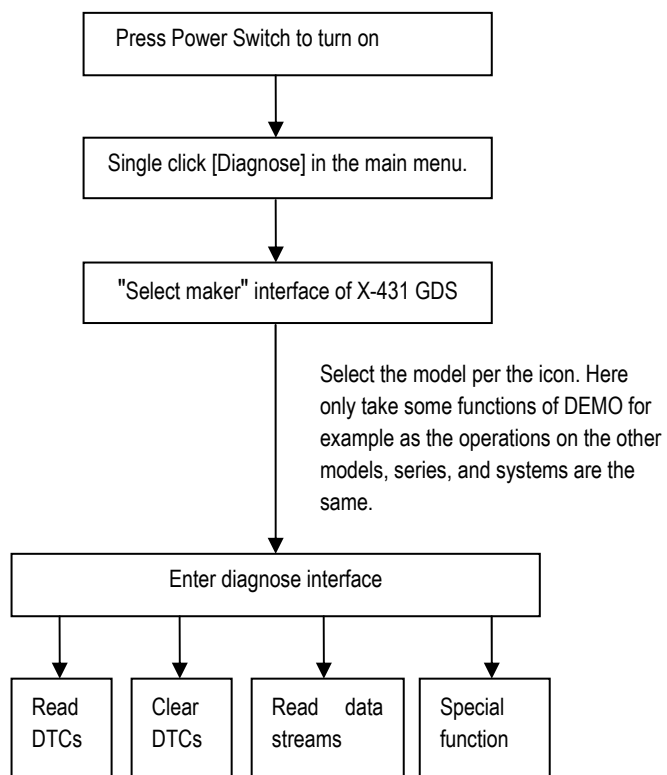 Press Power Switch to turn on
Single click [Diagnose] in the main menu.
"Select maker" interface of X-431 GDS
Select the model per the icon. Here
only take some functions of DEMO for
example as the operations on the other
models, series, and systems are the
same.
Enter diagnose interface
Read
DTCs
Clear
DTCs
Read data
streams
Special
function